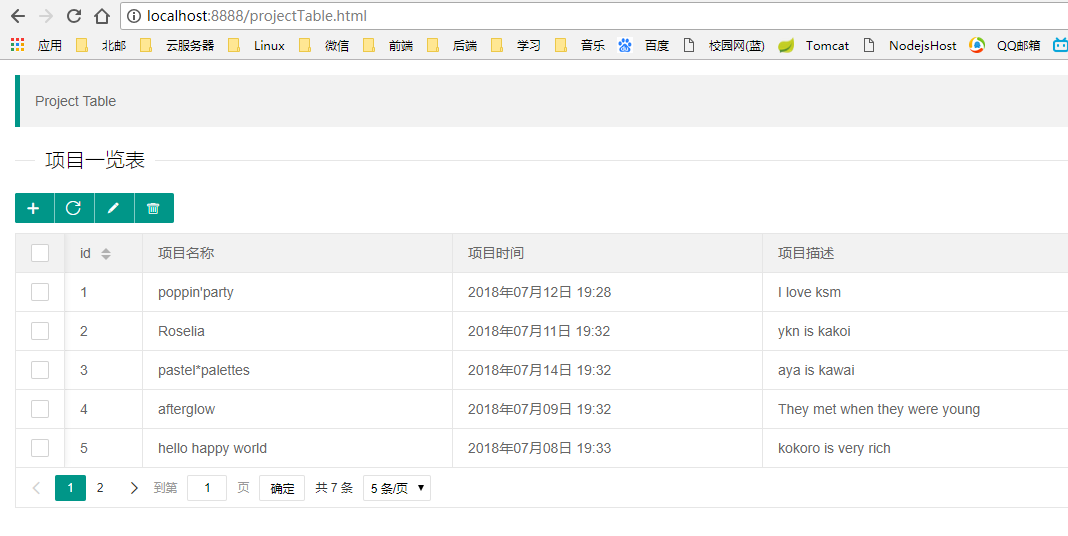 localhost:8888/projectTable.html
应用 北邮 云服务器 Linux 微信 前端 后端 学习 音乐 百度 校园网(蓝) Tomcat NodejsHost QQ邮箱
Project Table
项目一览表
id 项目名称 项目时间 项目描述
1 poppin'party 2018年07月12日 19:28 I love ksm
2 Roselia 2018年07月11日 19:32 ykn is kakoi
3 pastel*palettes 2018年07月14日 19:32 aya is kawai
4 afterglow 2018年07月09日 19:32 They met when they were young
5 hello happy world 2018年07月08日 19:33 kokoro is very rich
1 2 到第 1 页 确定 共 7 条 5 条/页